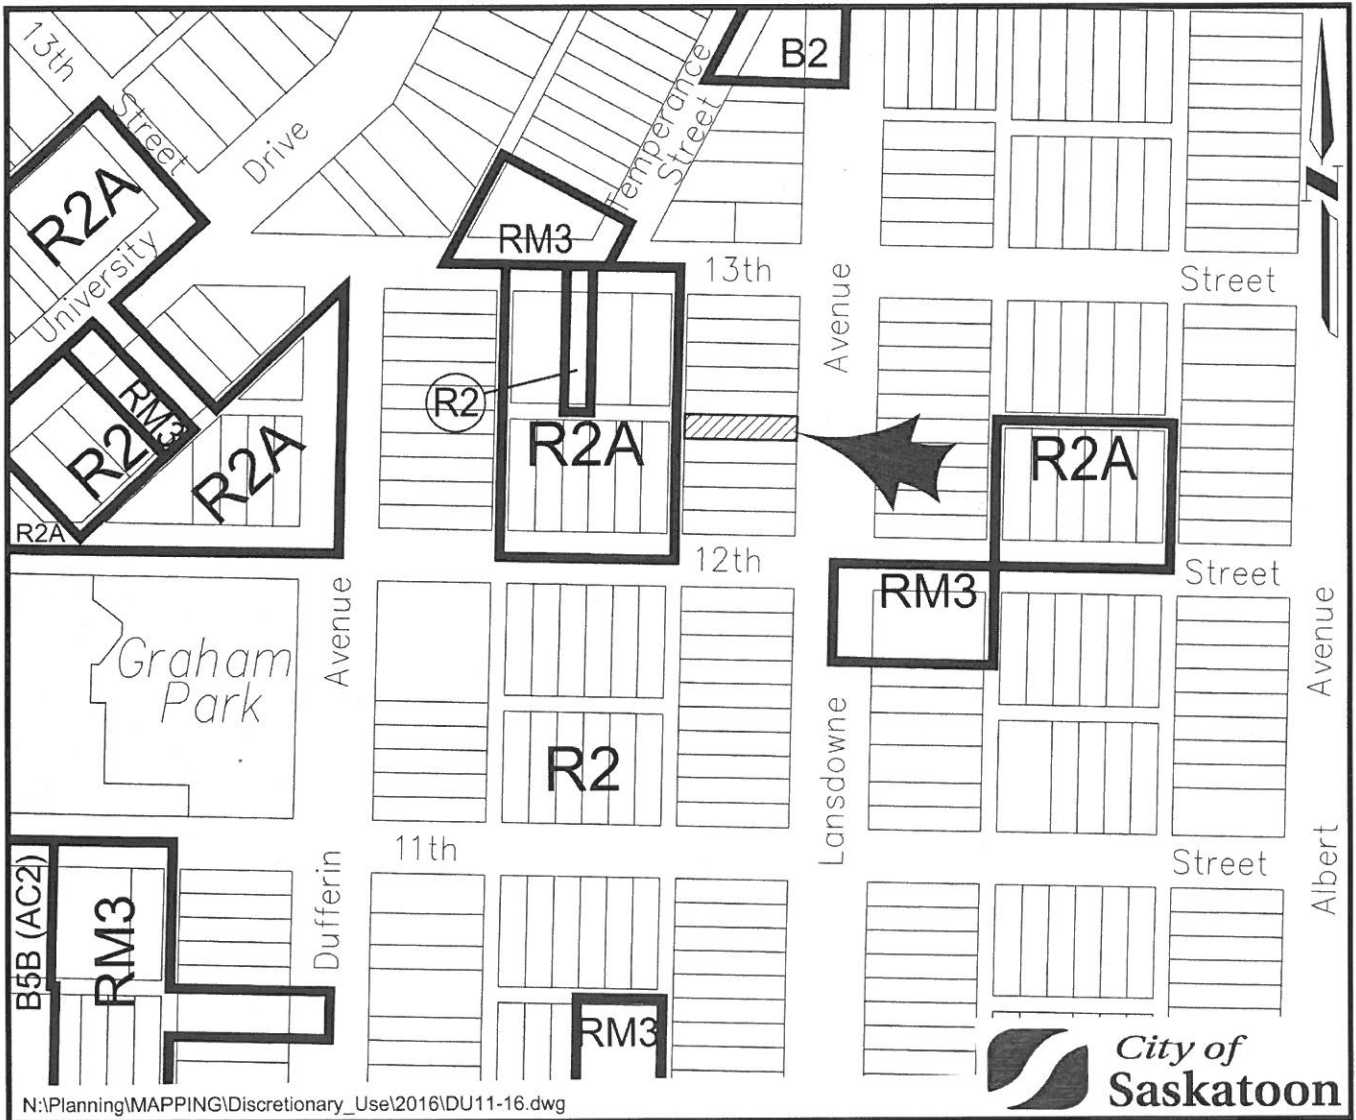 13th
Street
Drive
Temperance
Street
B2
R2A
University
RM3
13th
Street
Avenue
RM3
R2
R2
R2A
R2A
R2A
R2A
12th
Street
RM3
Graham
Park
Avenue
Avenue
R2
Lansdowne
11th
Street
Dufferin
Albert
B5B (AC2)
RM3
RM3
City of
Saskatoon
N:\Planning\MAPPING\Discretionary_Use\2016\DU11-16.dwg